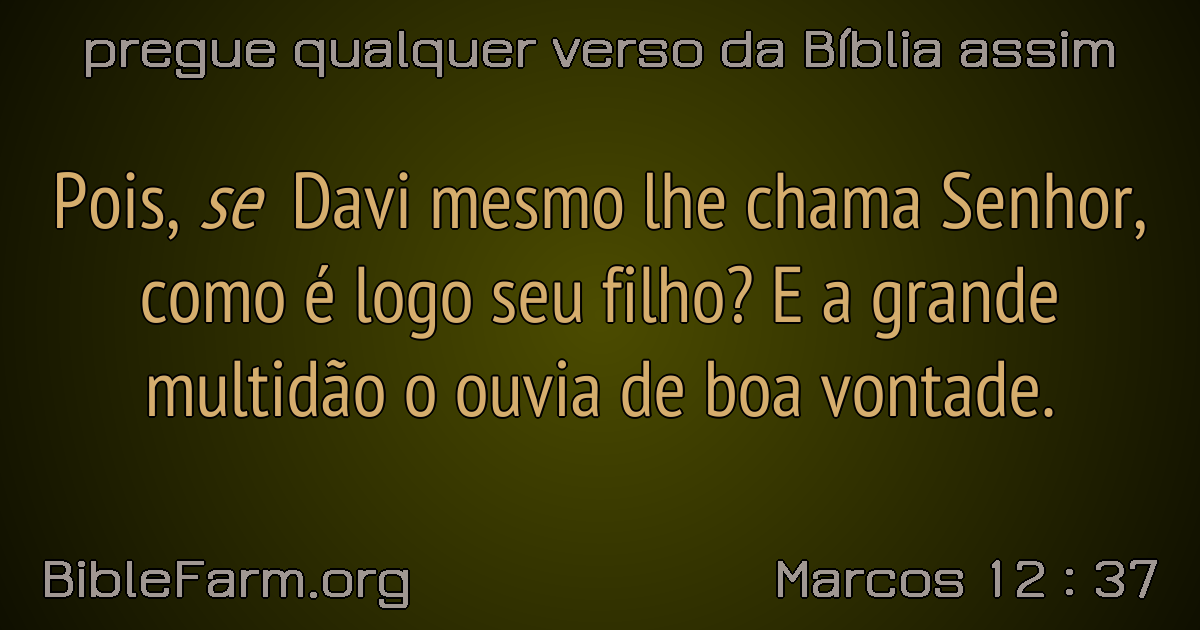 pregue qualquer verso da Bíblia assim
Pois, se Davi mesmo lhe chama Senhor,
como é logo seu filho? E a grande
multidão o ouvia de boa vontade.
BibleFarm.org
Marcos 12 : 37